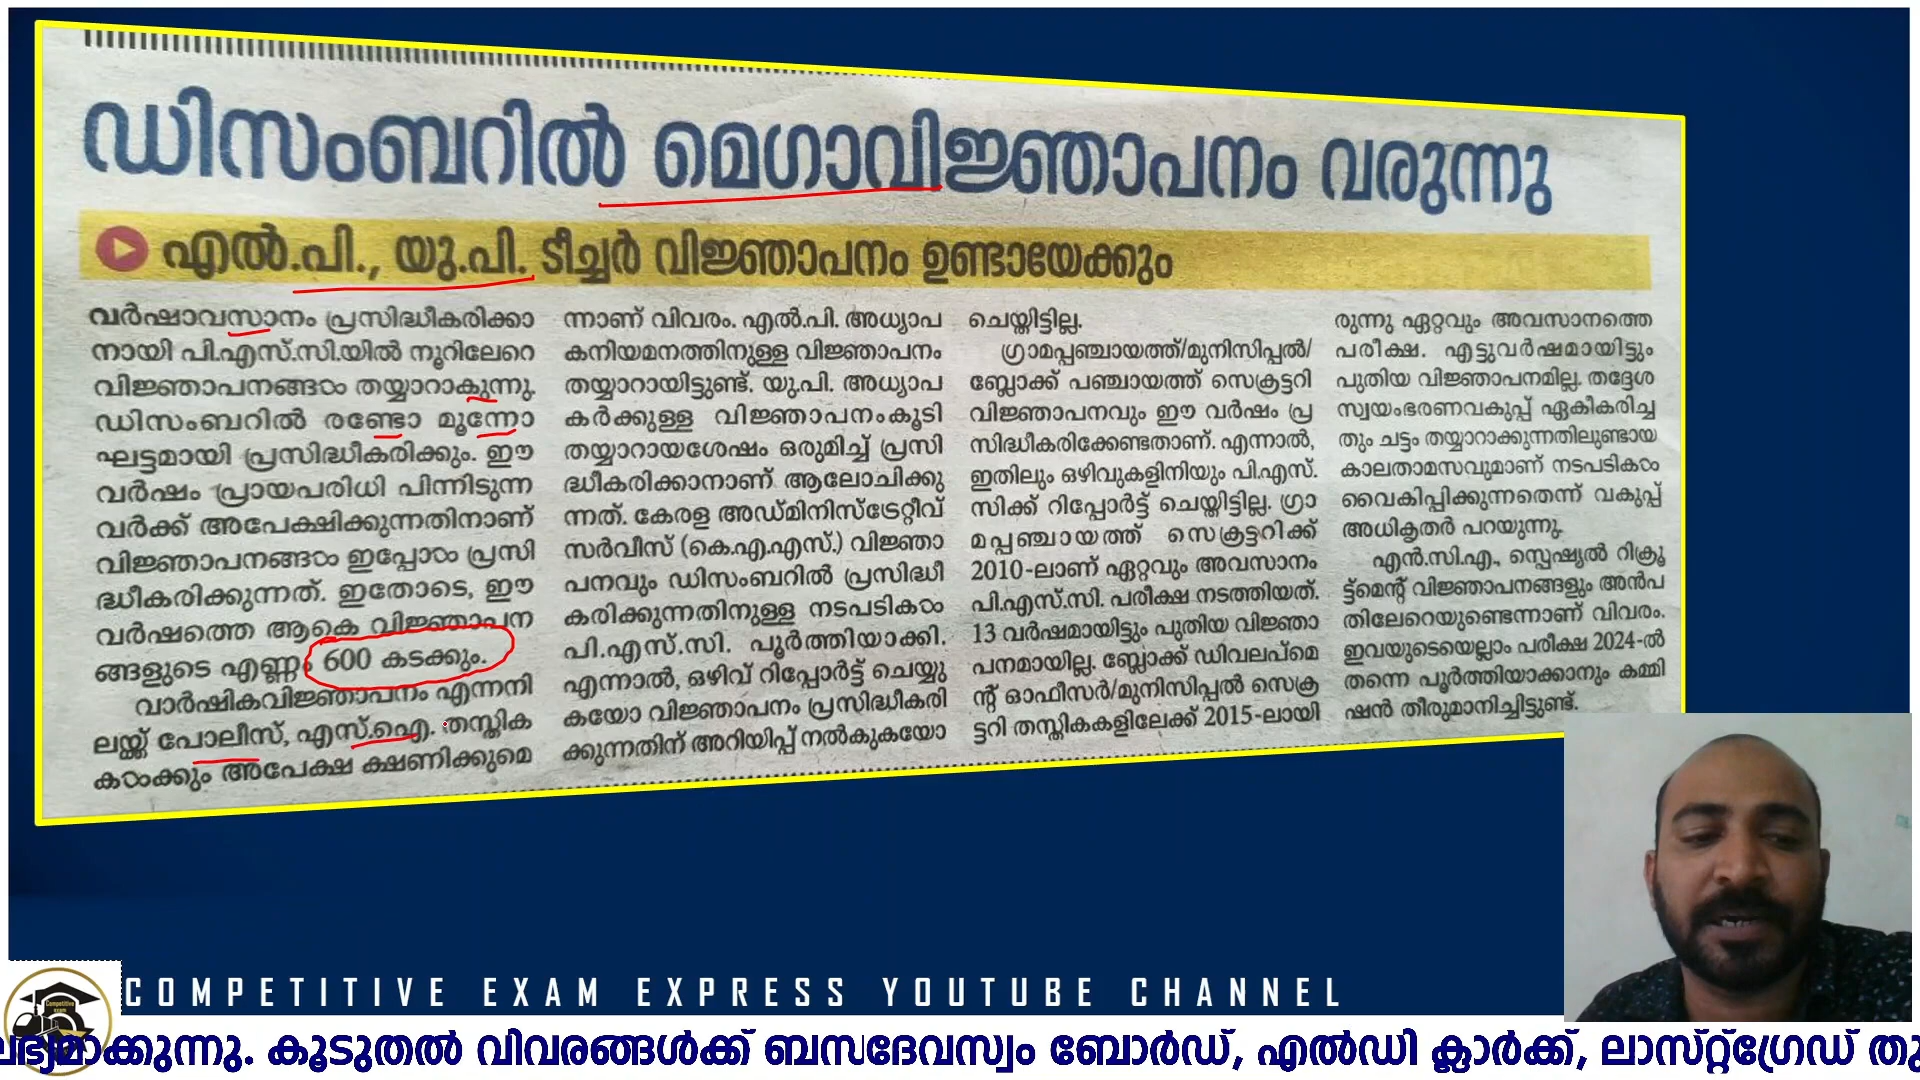 ഡിസംബറിൽ മെഗാവിജ്ഞാപനം വരുന്നു
എൽ.പി., യു.പി. ടീച്ചർ വിജ്ഞാപനം ഉണ്ടായേക്കും
വർഷാവസാനം പ്രസിദ്ധീകരിക്കാ
നായി പി.എസ്.സി.യിൽ നൂറിലേറെ
വിജ്ഞാപനങ്ങൾ തയ്യാറാകുന്നു.
ഡിസംബറിൽ രണ്ടോ മൂന്നോ
ഘട്ടമായി പ്രസിദ്ധീകരിക്കും. ഈ
വർഷം പ്രായപരിധി പിന്നിടുന്ന
വർക്ക് അപേക്ഷിക്കുന്നതിനാണ്
വിജ്ഞാപനങ്ങൾ ഇപ്പോൾ പ്രസി
ദ്ധീകരിക്കുന്നത്. ഇതോടെ, ഈ
വർഷത്തെ ആകെ വിജ്ഞാപന
ങ്ങളുടെ എണ്ണം 600 കടക്കും.
വാർഷികവിജ്ഞാപനം എന്നനി
ലയ്ക്ക് പോലീസ്, എസ്.ഐ. തസ്തിക
കൾക്കും അപേക്ഷ ക്ഷണിക്കുമെ
ന്നാണ് വിവരം. എൽ.പി. അധ്യാപ
കനിയമനത്തിനുള്ള വിജ്ഞാപനം
തയ്യാറായിട്ടുണ്ട്. യു.പി. അധ്യാപ
കർക്കുള്ള വിജ്ഞാപനംകൂടി
തയ്യാറായശേഷം ഒരുമിച്ച് പ്രസി
ദ്ധീകരിക്കാനാണ് ആലോചിക്കു
ന്നത്. കേരള അഡ്മിനിസ്ട്രേറ്റീവ്
സർവീസ് (കെ.എ.എസ്.) വിജ്ഞാ
പനവും ഡിസംബറിൽ പ്രസിദ്ധീ
കരിക്കുന്നതിനുള്ള നടപടികൾ
പി.എസ്.സി. പൂർത്തിയാക്കി.
എന്നാൽ, ഒഴിവ് റിപ്പോർട്ട് ചെയ്യു
കയോ വിജ്ഞാപനം പ്രസിദ്ധീകരി
ക്കുന്നതിന് അറിയിപ്പ് നൽകുകയോ
ചെയ്തിട്ടില്ല.
ഗ്രാമപ്പഞ്ചായത്ത്/മുനിസിപ്പൽ/
ബ്ലോക്ക് പഞ്ചായത്ത് സെക്രട്ടറി
വിജ്ഞാപനവും ഈ വർഷം പ്ര
സിദ്ധീകരിക്കേണ്ടതാണ്. എന്നാൽ,
ഇതിലും ഒഴിവുകളിനിയും പി.എസ്.
സിക്ക് റിപ്പോർട്ട് ചെയ്തിട്ടില്ല. ഗ്രാ
മപ്പഞ്ചായത്ത് സെക്രട്ടറിക്ക്
2010-ലാണ് ഏറ്റവും അവസാനം
പി.എസ്.സി. പരീക്ഷ നടത്തിയത്.
13 വർഷമായിട്ടും പുതിയ വിജ്ഞാ
പനമായില്ല. ബ്ലോക്ക് ഡിവലപ്മെ
ന്റ് ഓഫീസർ/മുനിസിപ്പൽ സെക്ര
ട്ടറി തസ്തികകളിലേക്ക് 2015-ലായി
രുന്നു ഏറ്റവും അവസാനത്തെ
പരീക്ഷ. എട്ടുവർഷമായിട്ടും
പുതിയ വിജ്ഞാപനമില്ല. തദ്ദേശ
സ്വയംഭരണവകുപ്പ് ഏകീകരിച്ച
തും ചട്ടം തയ്യാറാക്കുന്നതിലുണ്ടായ
കാലതാമസവുമാണ് നടപടികൾ
വൈകിപ്പിക്കുന്നതെന്ന് വകുപ്പ്
അധികൃതർ പറയുന്നു.
എൻ.സി.എ., സ്പെഷ്യൽ റിക്രൂ
ട്ട്മെന്റ് വിജ്ഞാപനങ്ങളും അൻപ
തിലേറെയുണ്ടെന്നാണ് വിവരം.
ഇവയുടെയെല്ലാം പരീക്ഷ 2024-ൽ
തന്നെ പൂർത്തിയാക്കാനും കമ്മി
ഷൻ തീരുമാനിച്ചിട്ടുണ്ട്.
COMPETITIVE EXAM EXPRESS YOUTUBE CHANNEL
ലഭ്യമാക്കുന്നു. കൂടുതൽ വിവരങ്ങൾക്ക് ബസദേവസ്വം ബോർഡ്, എൽഡി ക്ലാർക്ക്, ലാസ്റ്റ്ഗ്രേഡ്